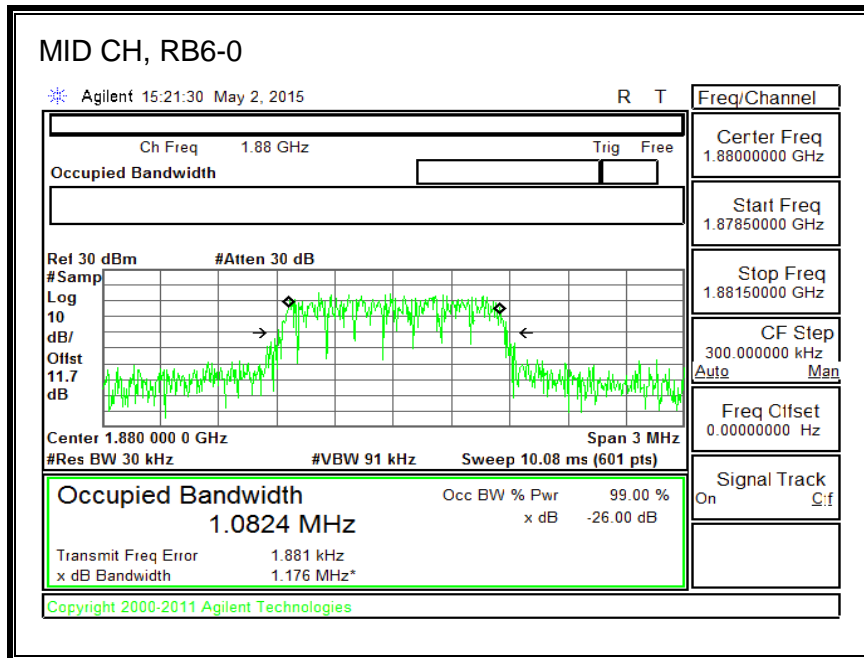 MID CH, RB6-0
Agilent 15:21:30 May 2, 2015 R T
Ch Freq 1.88 GHz Trig Free
Occupied Bandwidth
Ref 30 dBm #Atten 30 dB
#Samp
Log
10
dB/
Offst
11.7
dB
Center 1.880 000 0 GHz Span 3 MHz
#Res BW 30 kHz #VBW 91 kHz Sweep 10.08 ms (601 pts)
Occupied Bandwidth
1.0824 MHz
Occ BW % Pwr 99.00 %
x dB -26.00 dB
Transmit Freq Error 1.881 kHz
x dB Bandwidth 1.176 MHz*
Copyright 2000-2011 Agilent Technologies
Freq/Channel
Center Freq
1.88000000 GHz
Start Freq
1.87850000 GHz
Stop Freq
1.88150000 GHz
CF Step
300.000000 kHz
Auto Man
Freq Offset
0.00000000 Hz
Signal Track
On Off